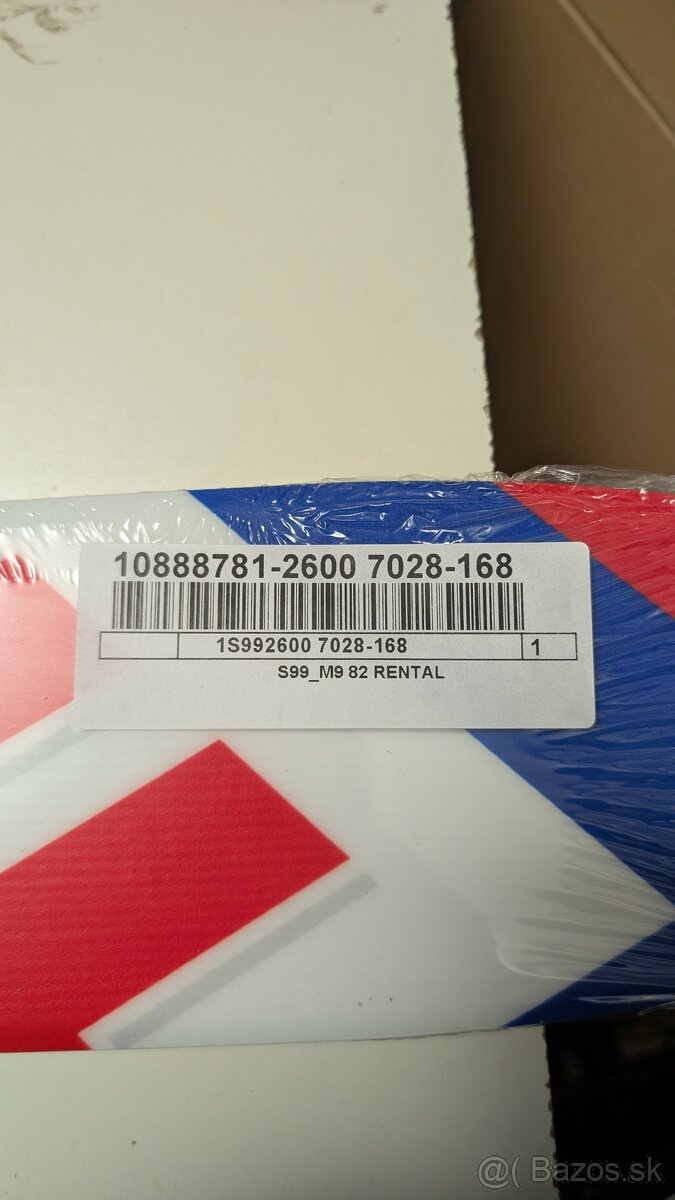 10888781-2600 7028-168
1S992600 7028-168 1
S99_M9 82 RENTAL
@( Bazos.sk